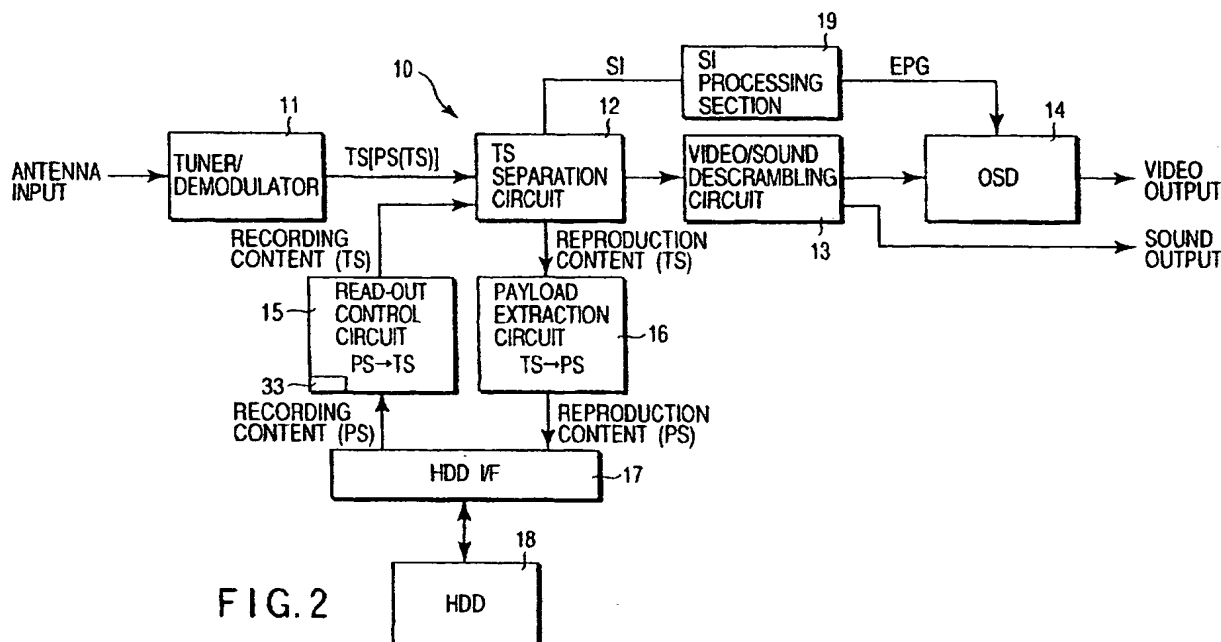 19
SI
SI
PROCESSING
SECTION
EPG
10
11
12
14
ANTENNA
INPUT
TUNER/
DEMODULATOR
TS[PS(TS)]
TS
SEPARATION
CIRCUIT
VIDEO/SOUND
DESCRAMBLING
CIRCUIT
13
OSD
VIDEO
OUTPUT
SOUND
OUTPUT
RECORDING
CONTENT (TS)
REPRODUCTION
CONTENT (TS)
15
READ-OUT
CONTROL
CIRCUIT
PS→TS
33
PAYLOAD
EXTRACTION
CIRCUIT
TS→PS
16
RECORDING
CONTENT (PS)
REPRODUCTION
CONTENT (PS)
HDD I/F
17
18
HDD
FIG. 2